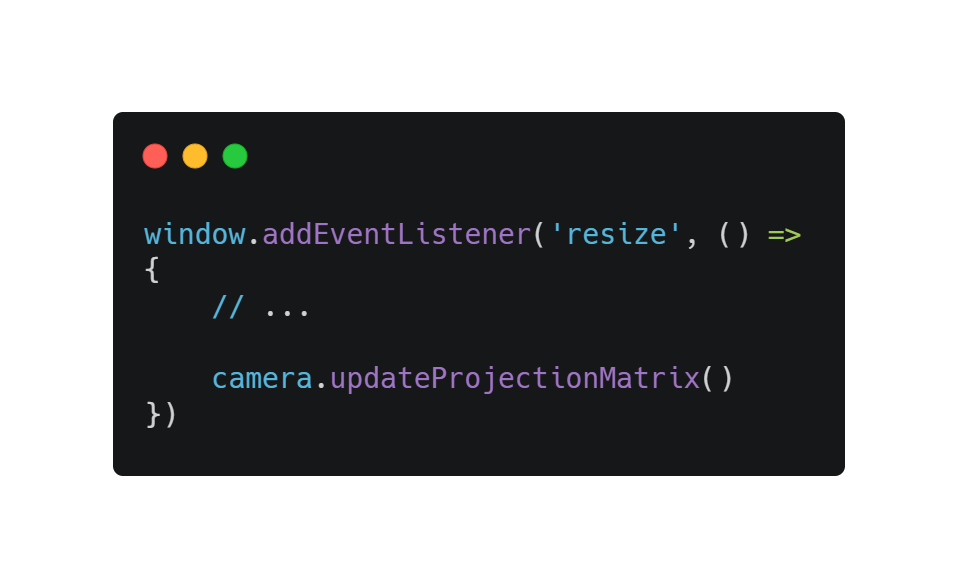 window.addEventListener('resize', () =>
{
    // ...

    camera.updateProjectionMatrix()
})